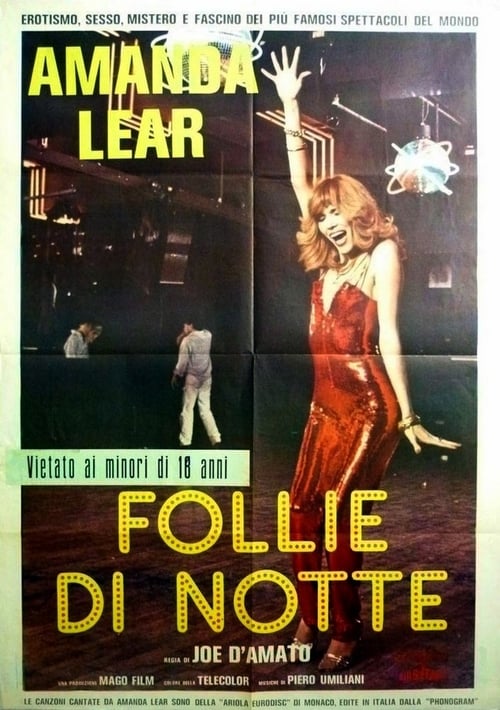 EROTISMO, SESSO, MISTERO E FASCINO DEI PIÙ FAMOSI SPETTACOLI DEL MONDO
AMANDA
LEAR
Vietato ai minori di 18 anni
FOLLIE
DI NOTTE
REGIA DI JOE D'AMATO
UNA PRODUZIONE MAGO FILM COLORE DELLA TELECOLOR MUSICHE DI PIERO UMILIANI
LE CANZONI CANTATE DA AMANDA LEAR SONO DELLA "ARIOLA EURODISC" DI MONACO, EDITE IN ITALIA DALLA "PHONOGRAM"